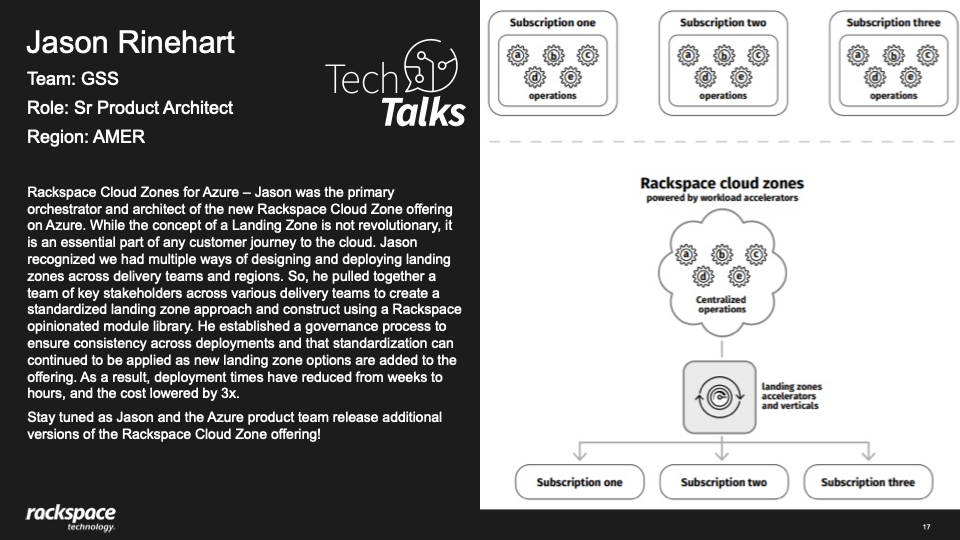 Jason Rinehart
Team: GSS
Role: Sr Product Architect
Region: AMER
Tech
Talks
Rackspace Cloud Zones for Azure – Jason was the primary
orchestrator and architect of the new Rackspace Cloud Zone offering
on Azure. While the concept of a Landing Zone is not revolutionary, it
is an essential part of any customer journey to the cloud. Jason
recognized we had multiple ways of designing and deploying landing
zones across delivery teams and regions. So, he pulled together a
team of key stakeholders across various delivery teams to create a
standardized landing zone approach and construct using a Rackspace
opinionated module library. He established a governance process to
ensure consistency across deployments and that standardization can
continued to be applied as new landing zone options are added to the
offering. As a result, deployment times have reduced from weeks to
hours, and the cost lowered by 3x.
Stay tuned as Jason and the Azure product team release additional
versions of the Rackspace Cloud Zone offering!
rackspace
technology.
Subscription one
a b c
d e
operations
Subscription two
a b c
d e
operations
Subscription three
a b c
d e
operations
Rackspace cloud zones
powered by workload accelerators
a b c
d e
Centralized
operations
landing zones
accelerators
and verticals
Subscription one
Subscription two
Subscription three
17